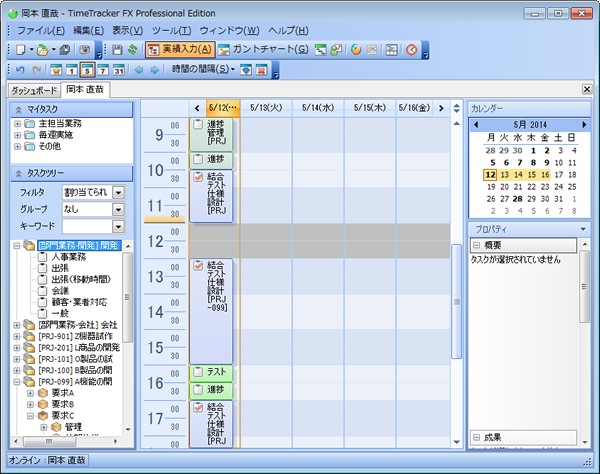 岡本 直哉 - TimeTracker FX Professional Edition
ファイル(F) 編集(E) 表示(V) ツール(T) ウィンドウ(W) ヘルプ(H)
実績入力(A) ガントチャート(G)
1 5 7 31 時間の間隔(S)
ダッシュボード 岡本 直哉
マイタスク
主担当業務
毎週実施
その他
タスクツリー
フィルタ 割り当てられ
グループ なし
キーワード
[部門業務-開発] 開発
人事業務
出張
出張(移動時間)
会議
顧客・業者対応
一般
[部門業務-会社] 会社
[PRJ-901] Z機器試作
[PRJ-201] L商品の開発
[PRJ-101] O製品の試
[PRJ-100] B製品の開
[PRJ-099] A機能の開
要求A
要求B
要求C
管理
5/12(… 5/13(火) 5/14(水) 5/15(木) 5/16(金)
9 00 30
10 00 30
11 00 30
12 00 30
13 00 30
14 00 30
15 00 30
16 00 30
17 00 30
進捗
管理
[PRJ
進捗
結合
テスト
仕様
設計
[PRJ
結合
テスト
仕様
設計
[PRJ
-099]
テスト
進捗
結合
テスト
仕様
設計
[PRJ
カレンダー
5月 2014
月 火 水 木 金 土 日
28 29 30 1 2 3 4
5 6 7 8 9 10 11
12 13 14 15 16 17 18
19 20 21 22 23 24 25
26 27 28 29 30 31 1
2 3 4 5 6 7 8
プロパティ
概要
タスクが選択されていません
成果
オンライン : 岡本 直哉